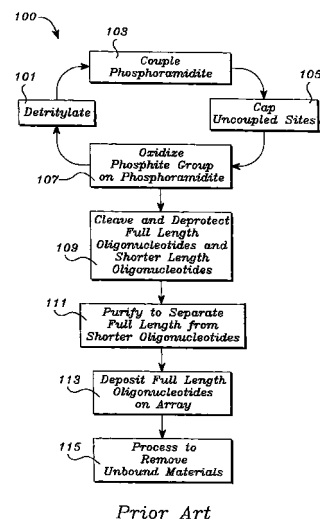 100
103
Couple
Phosphoramidite
101
Detritylate
105
Cap
Uncoupled Sites
Oxidize
Phosphite Group
on Phosphoramidite
107
Cleave and Deprotect
Full Length
Oligonucleotides and
Shorter Length
Oligonucleotides
109
111
Purify to Separate
Full Length from
Shorter Oligonucleotides
113
Deposit Full Length
Oligonucleotides
on Array
115
Process to
Remove
Unbound Materials
Prior Art